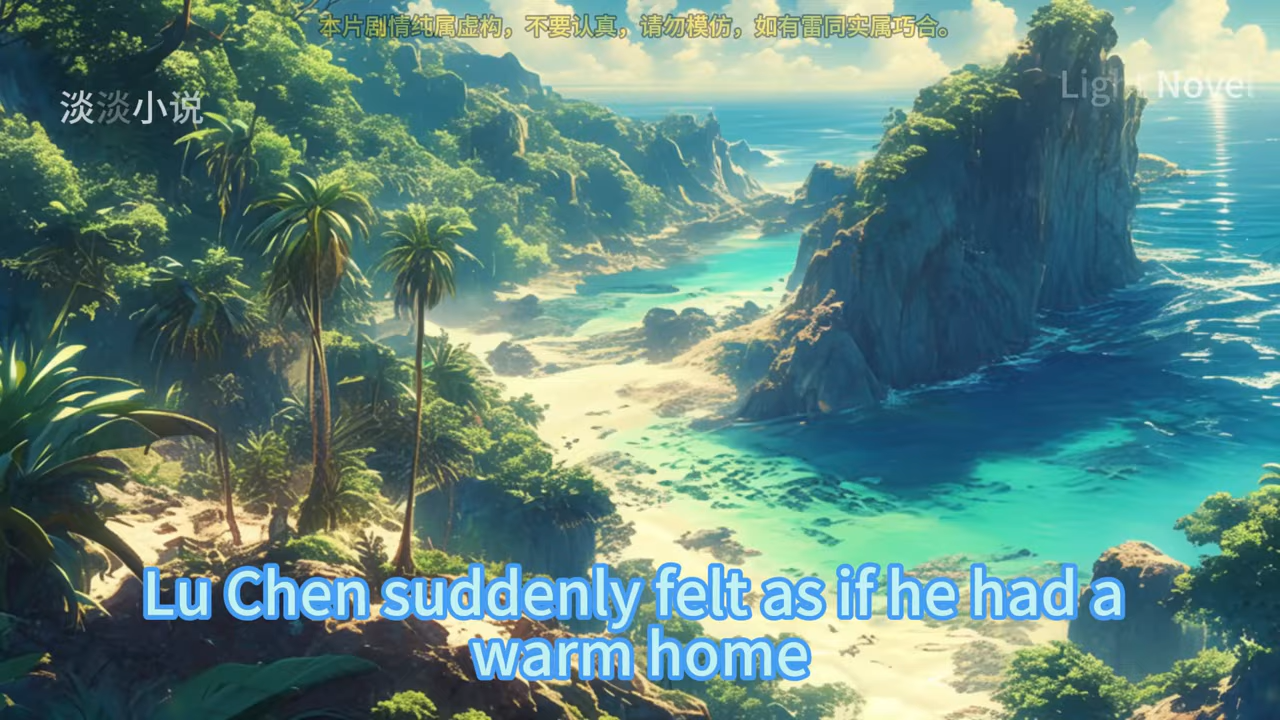 本片剧情纯属虚构，不要认真，请勿模仿，如有雷同实属巧合。
淡淡小说
Light Novel
Lu Chen suddenly felt as if he had a
warm home